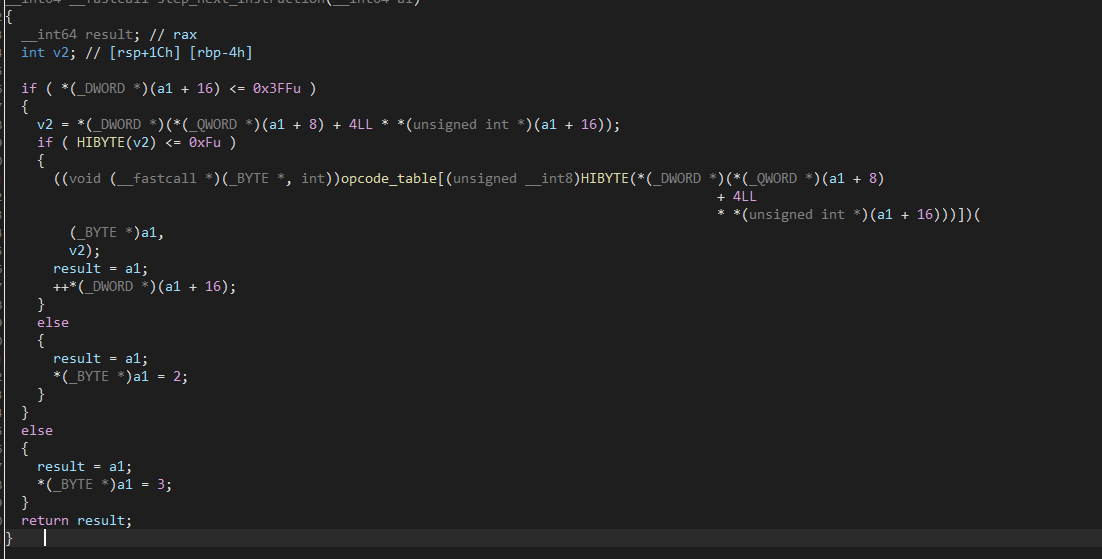 __int64 __fastcall step_next_instruction(__int64 a1)
{
__int64 result; // rax
int v2; // [rsp+1Ch] [rbp-4h]
if ( *(_DWORD *)(a1 + 16) <= 0x3FFu )
{
v2 = *(_DWORD *)(*(_QWORD *)(a1 + 8) + 4LL * *(unsigned int *)(a1 + 16));
if ( HIBYTE(v2) <= 0xFu )
{
((void (__fastcall *)(_BYTE *, int))opcode_table[(unsigned __int8)HIBYTE(*(_DWORD *)(*(_QWORD *)(a1 + 8)
+ 4LL
* *(unsigned int *)(a1 + 16)))])(
(_BYTE *)a1,
v2);
result = a1;
++*(_DWORD *)(a1 + 16);
}
else
{
result = a1;
*(_BYTE *)a1 = 2;
}
}
else
{
result = a1;
*(_BYTE *)a1 = 3;
}
return result;
}